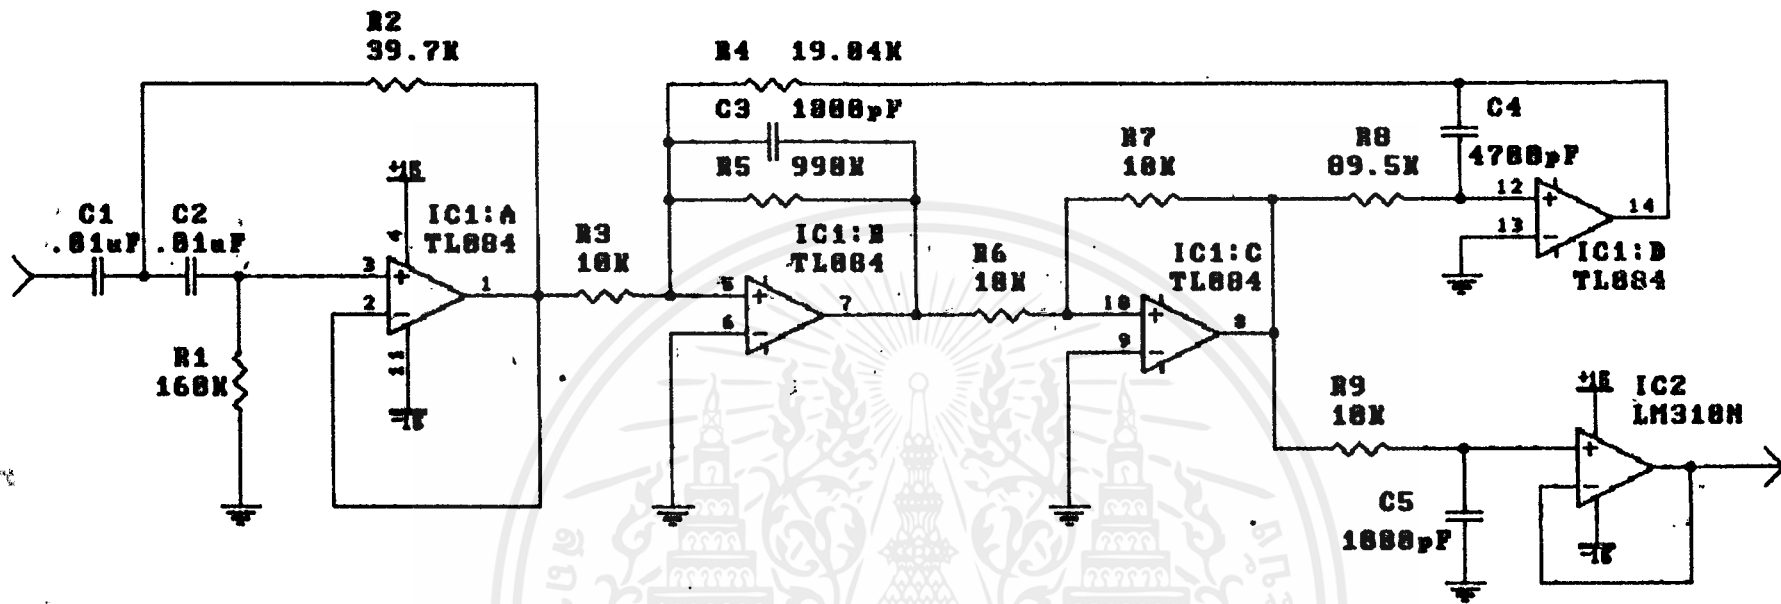 R2
39.7K
R4 19.84K
C3 1000pF
R5 990K
C4
4700pF
R7
10K
R8
89.5K
+15
C1
.01uF
C2
.01uF
IC1:A
TL084
4
3
2
1
11
-15
R3
10K
R1
160K
IC1:B
TL084
5
6
7
R6
10K
IC1:C
TL084
10
9
8
12
13
14
IC1:D
TL084
R9
10K
+15
IC2
LM310N
-15
C5
1000pF